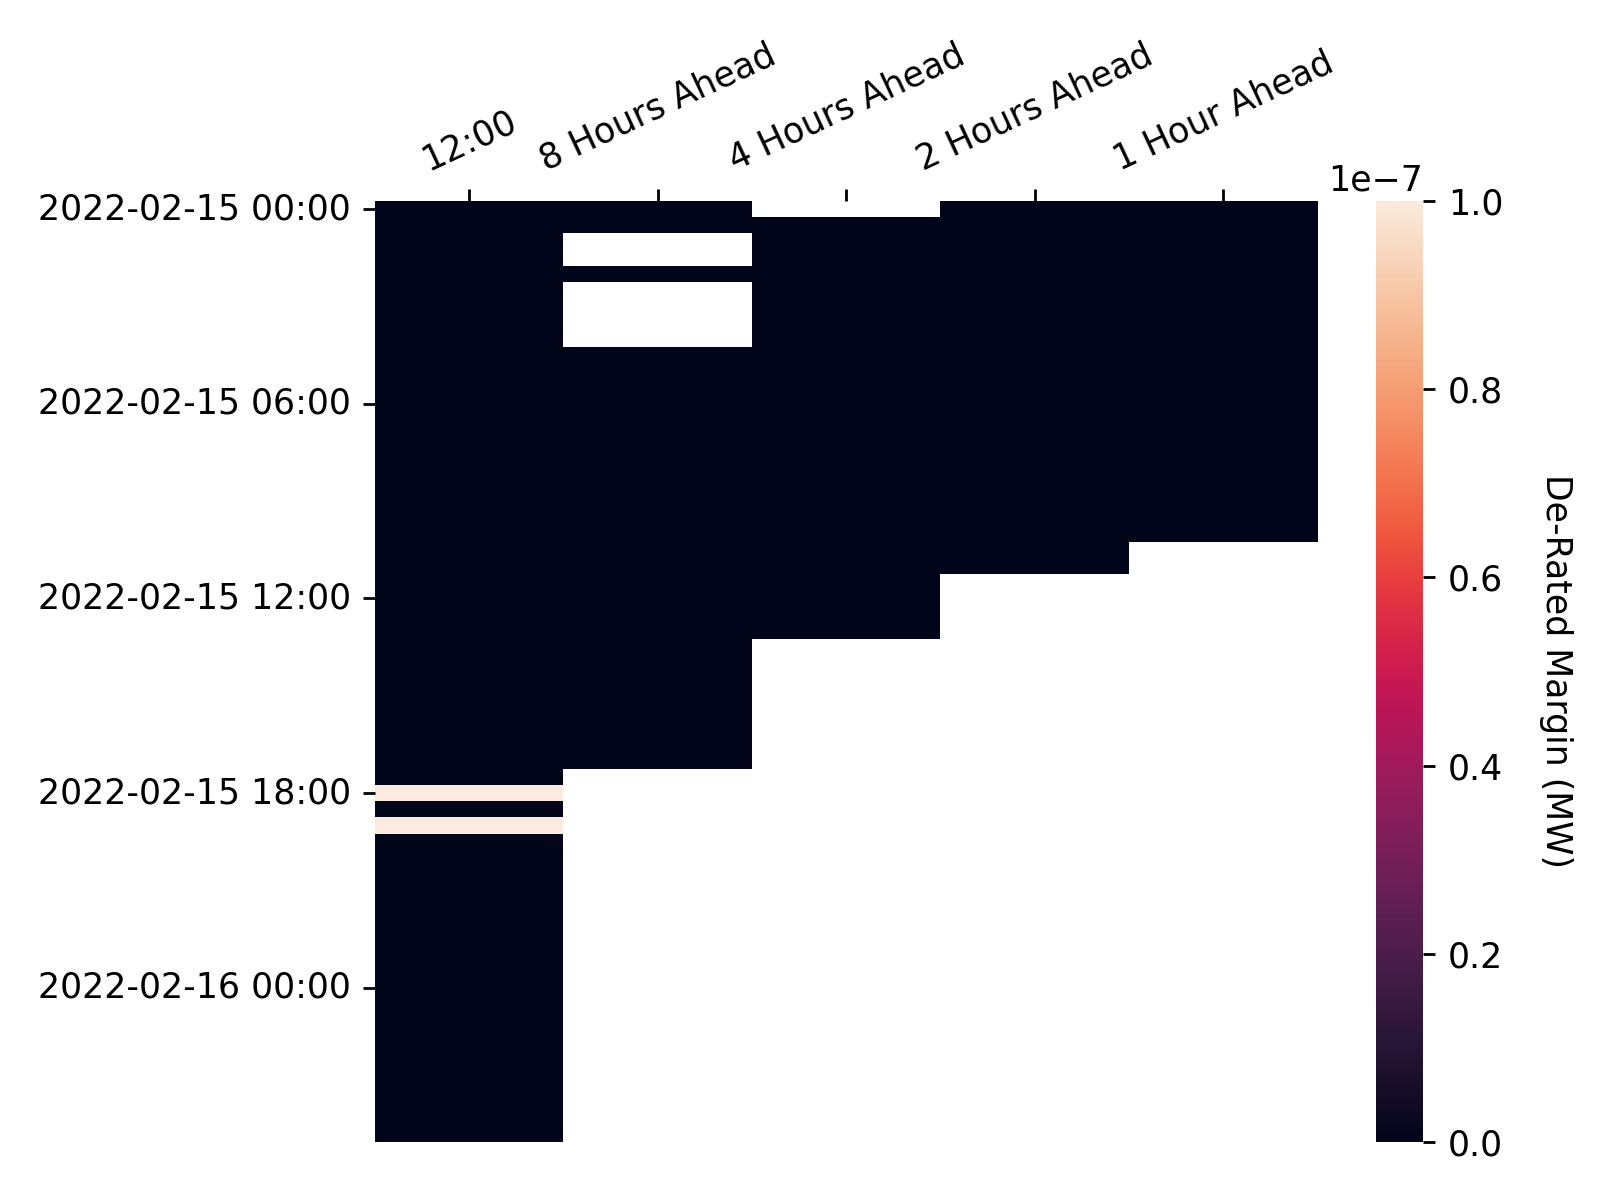 12:00
8 Hours Ahead
4 Hours Ahead
2 Hours Ahead
1 Hour Ahead
1e−7
2022-02-15 00:00
2022-02-15 06:00
2022-02-15 12:00
2022-02-15 18:00
2022-02-16 00:00
1.0
0.8
0.6
0.4
0.2
0.0
De-Rated Margin (MW)